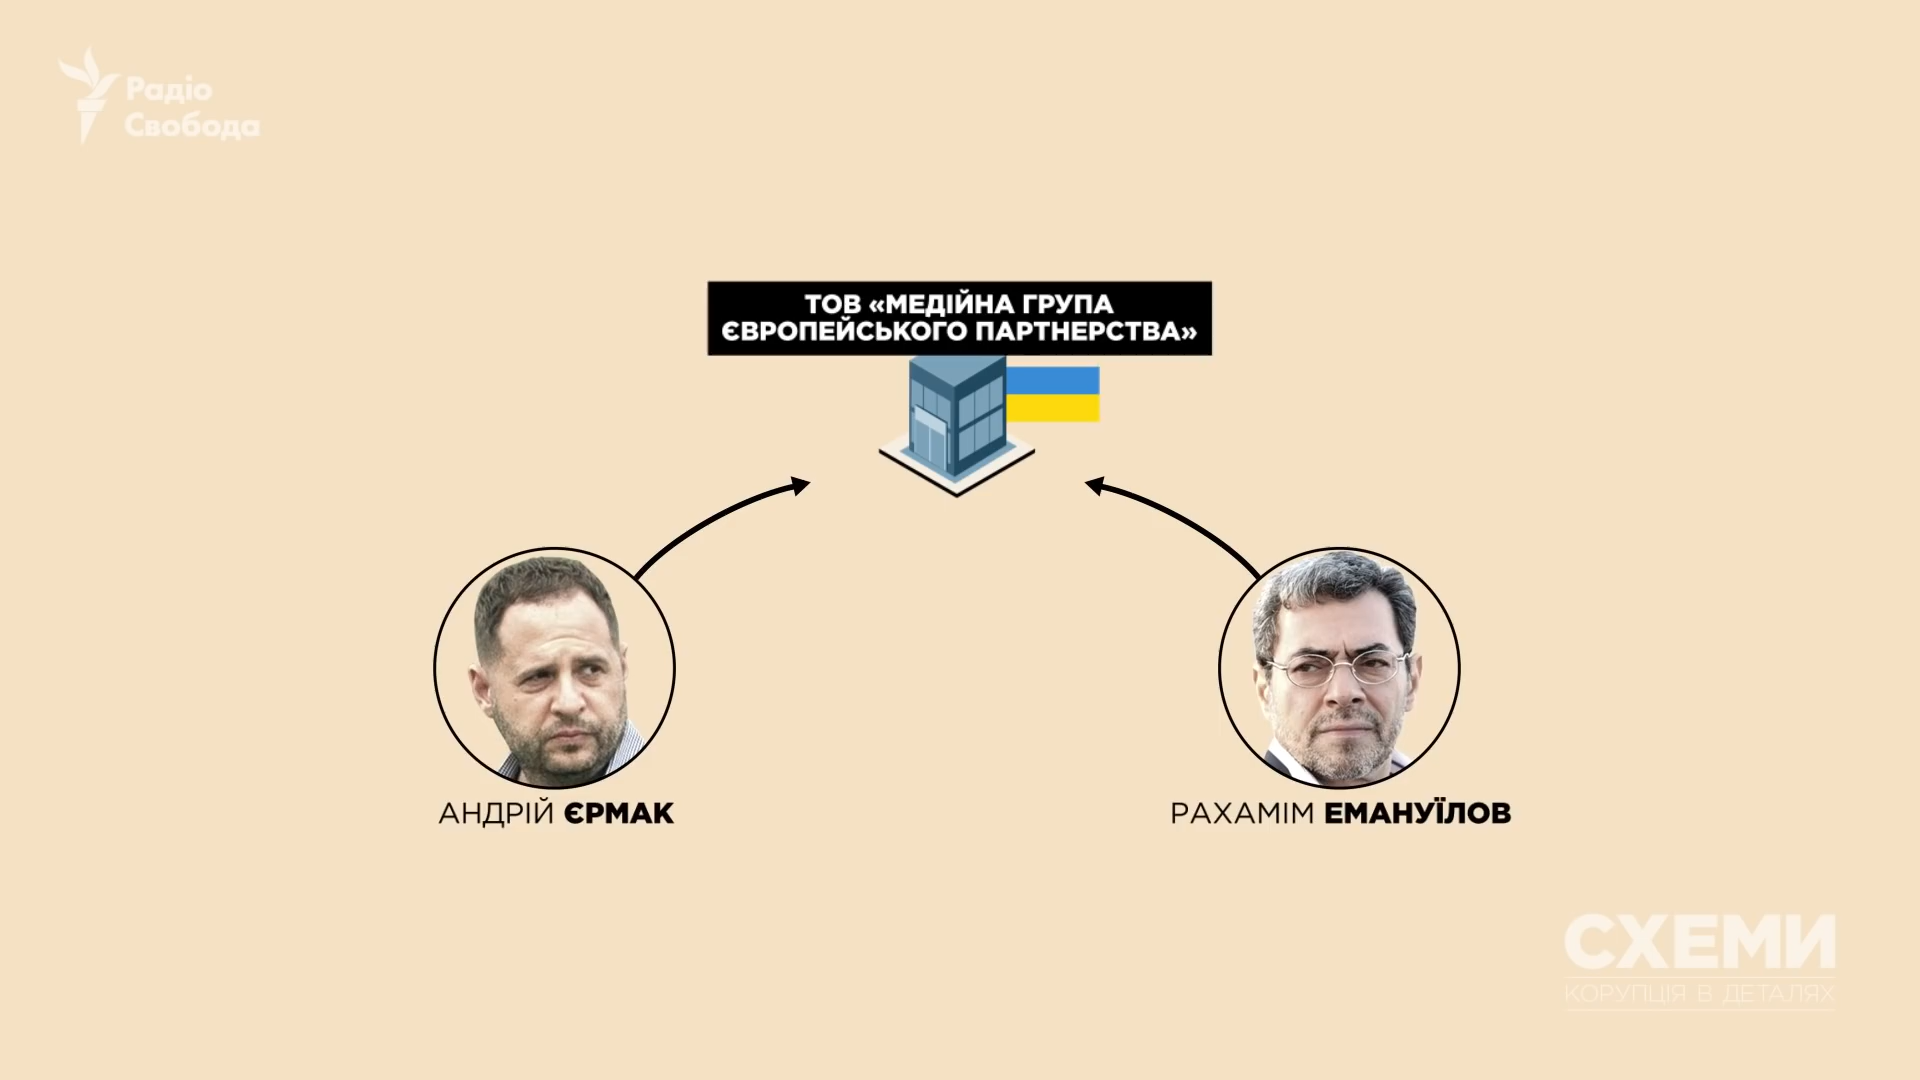 Радіо
Свобода
ТОВ «МЕДІЙНА ГРУПА
ЄВРОПЕЙСЬКОГО ПАРТНЕРСТВА»
АНДРІЙ ЄРМАК
РАХАМІМ ЕМАНУЇЛОВ
СХЕМИ
КОРУПЦІЯ В ДЕТАЛЯХ